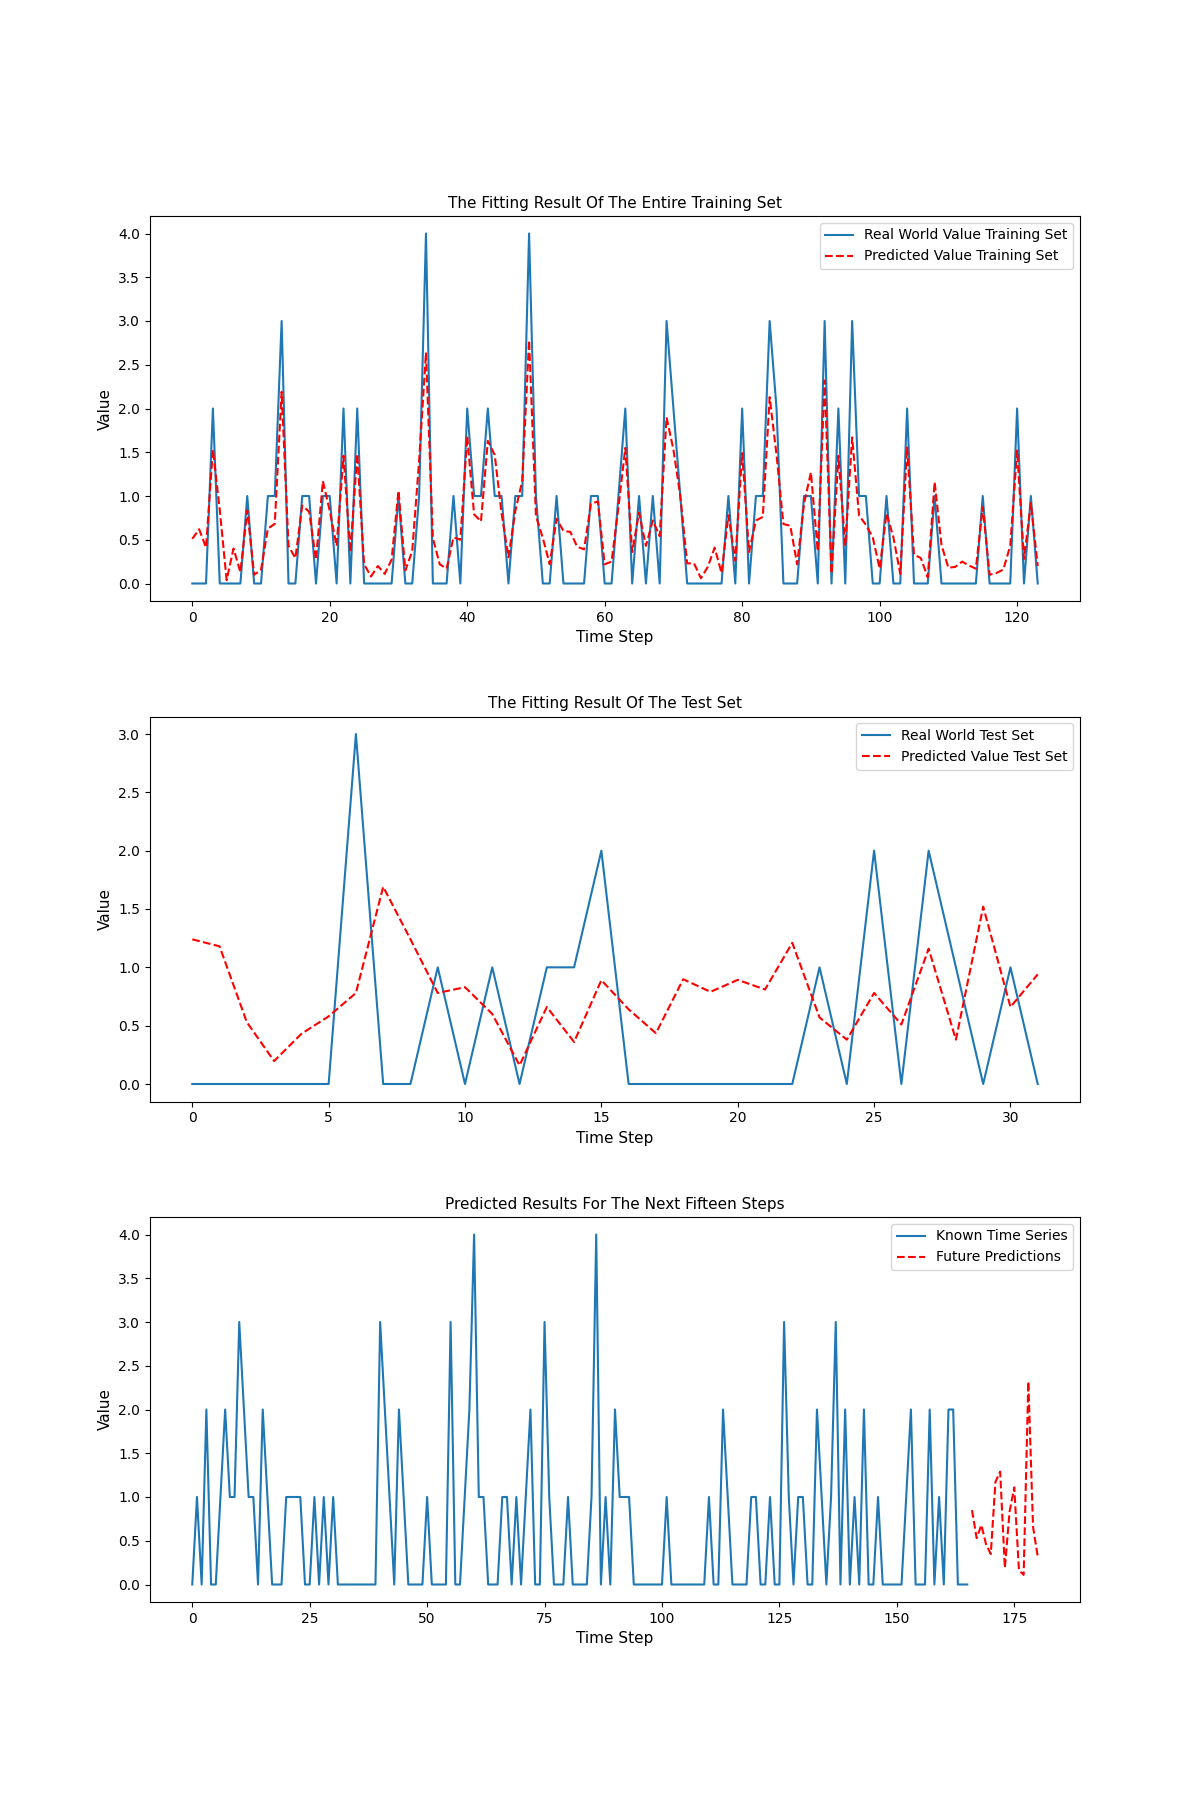 The Fitting Result Of The Entire Training Set
Real World Value Training Set
Predicted Value Training Set
4.0
3.5
3.0
2.5
2.0
1.5
1.0
0.5
0.0
Value
0 20 40 60 80 100 120
Time Step
The Fitting Result Of The Test Set
Real World Test Set
Predicted Value Test Set
3.0
2.5
2.0
1.5
1.0
0.5
0.0
Value
0 5 10 15 20 25 30
Time Step
Predicted Results For The Next Fifteen Steps
Known Time Series
Future Predictions
4.0
3.5
3.0
2.5
2.0
1.5
1.0
0.5
0.0
Value
0 25 50 75 100 125 150 175
Time Step